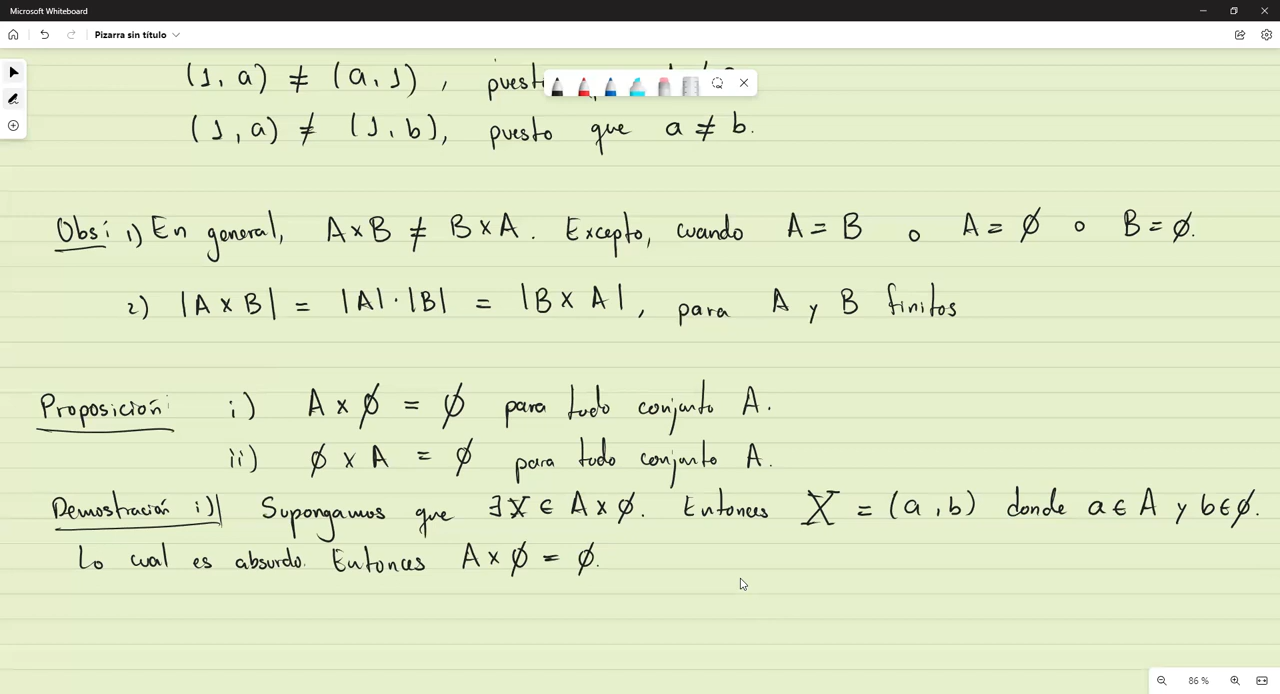 Microsoft Whiteboard
Pizarra sin título
(1, a) ≠ (a, 1),
(1, a) ≠ (1, b), puesto que a ≠ b.
Obs: 1) En general, A×B ≠ B×A. Excepto, cuando A = B o A = ∅ o B = ∅.
2) |A × B| = |A|·|B| = |B × A|, para A y B finitos
Proposición: i) A × ∅ = ∅ para todo conjunto A.
ii) ∅ × A = ∅ para todo conjunto A.
Demostración i)| Supongamos que ∃X ∈ A × ∅. Entonces X = (a, b) donde a ∈ A y b ∈ ∅.
Lo cual es absurdo. Entonces A × ∅ = ∅.
86 %